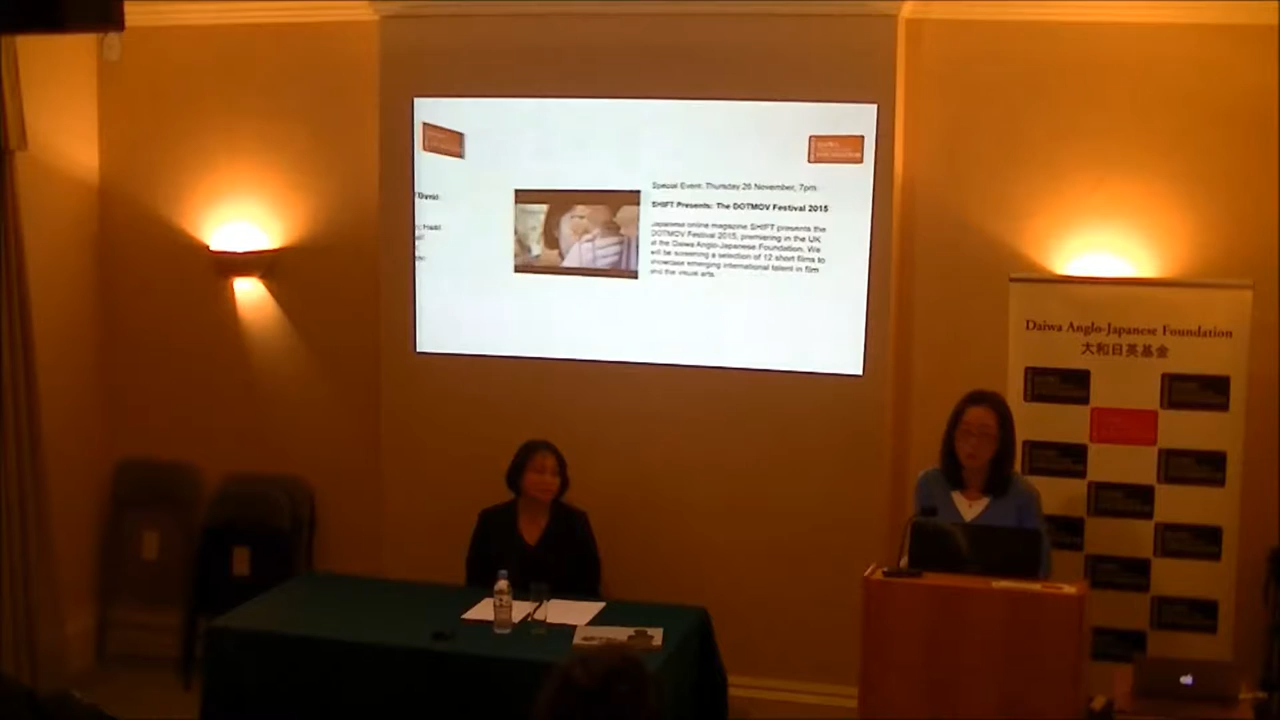 Special Event: Thursday 26 November, 7pm
SHIFT Presents: The DOTMOV Festival 2015
Japanese online magazine SHIFT presents the
DOTMOV Festival 2015, premiering in the UK
at the Daiwa Anglo-Japanese Foundation. We
will be screening a selection of 12 short films to
showcase emerging international talent in film
and the visual arts.
Daiwa Anglo-Japanese Foundation
大和日英基金